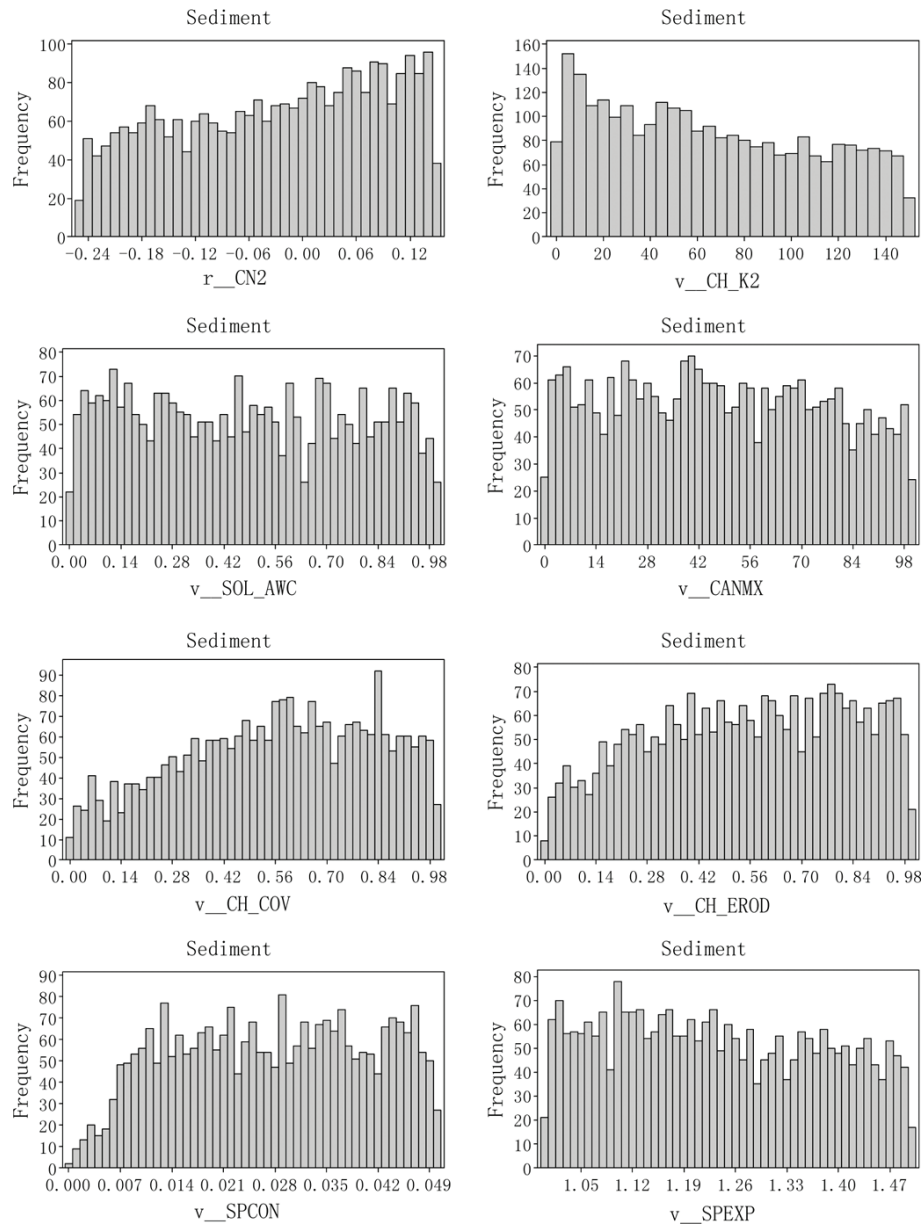 Sediment
100
80
60
40
20
0
Frequency
-0.24 -0.18 -0.12 -0.06 0.00 0.06 0.12
r__CN2
Sediment
160
140
120
100
80
60
40
20
0
Frequency
0 20 40 60 80 100 120 140
v__CH_K2
Sediment
80
70
60
50
40
30
20
10
0
Frequency
0.00 0.14 0.28 0.42 0.56 0.70 0.84 0.98
v__SOL_AWC
Sediment
70
60
50
40
30
20
10
0
Frequency
0 14 28 42 56 70 84 98
v__CANMX
Sediment
90
80
70
60
50
40
30
20
10
0
Frequency
0.00 0.14 0.28 0.42 0.56 0.70 0.84 0.98
v__CH_COV
Sediment
80
70
60
50
40
30
20
10
0
Frequency
0.00 0.14 0.28 0.42 0.56 0.70 0.84 0.98
v__CH_EROD
Sediment
90
80
70
60
50
40
30
20
10
0
Frequency
0.000 0.007 0.014 0.021 0.028 0.035 0.042 0.049
v__SPCON
Sediment
80
70
60
50
40
30
20
10
0
Frequency
1.05 1.12 1.19 1.26 1.33 1.40 1.47
v__SPEXP